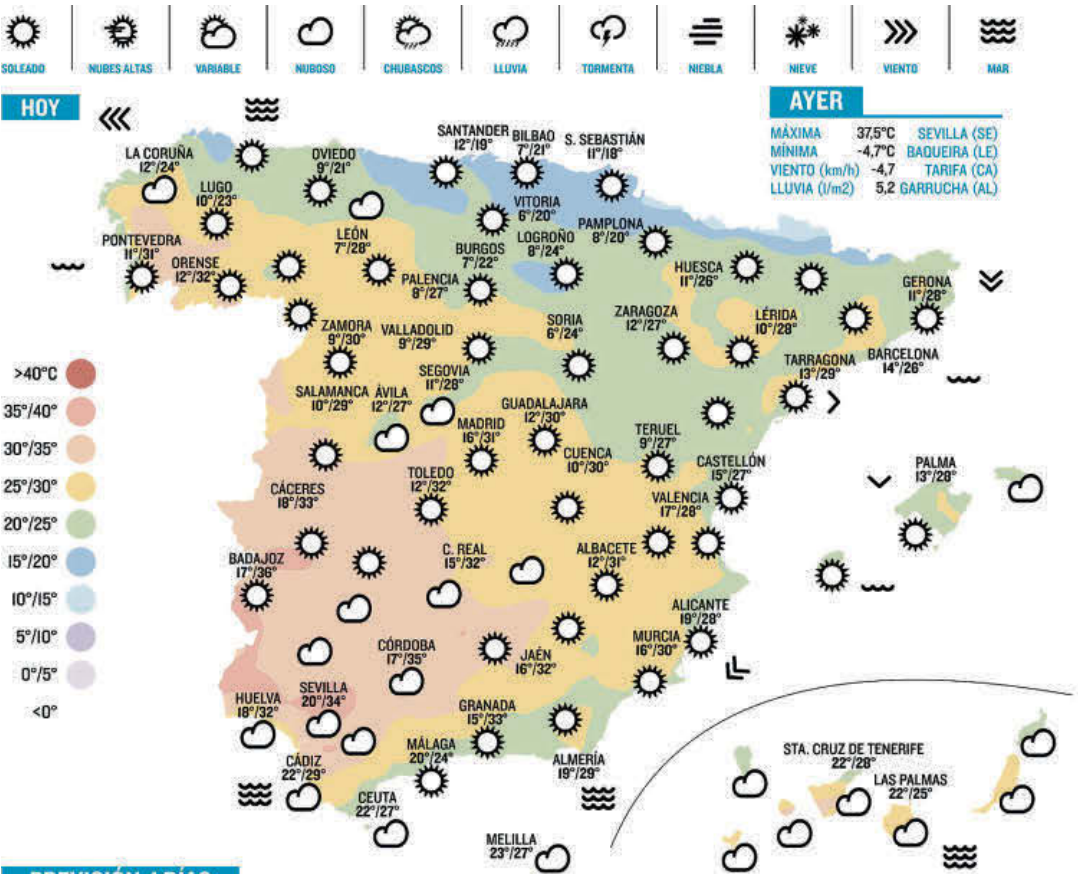 SOLEADO NUBES ALTAS VARIABLE NUBOSO CHUBASCOS LLUVIA TORMENTA NIEBLA NIEVE VIENTO MAR
HOY
AYER
MÁXIMA 37,5°C SEVILLA (SE)
MÍNIMA -4,7°C BAQUEIRA (LE)
VIENTO (km/h) -4,7 TARIFA (CA)
LLUVIA (l/m2) 5,2 GARRUCHA (AL)
LA CORUÑA
12°/24°
LUGO
10°/23°
OVIEDO
9°/21°
SANTANDER
12°/19°
BILBAO
7°/21°
S. SEBASTIÁN
11°/18°
VITORIA
6°/20°
PAMPLONA
8°/20°
PONTEVEDRA
11°/31°
ORENSE
12°/32°
LEÓN
7°/28°
BURGOS
7°/22°
LOGROÑO
8°/24°
PALENCIA
8°/27°
HUESCA
11°/26°
GERONA
11°/28°
ZAMORA
9°/30°
VALLADOLID
9°/29°
SORIA
6°/24°
ZARAGOZA
12°/27°
LÉRIDA
10°/28°
TARRAGONA
13°/29°
BARCELONA
14°/26°
SEGOVIA
11°/28°
SALAMANCA
10°/29°
ÁVILA
12°/27°
GUADALAJARA
12°/30°
MADRID
16°/31°
CUENCA
10°/30°
TERUEL
9°/27°
CASTELLÓN
15°/27°
PALMA
13°/28°
TOLEDO
12°/32°
CÁCERES
18°/33°
VALENCIA
17°/28°
BADAJOZ
17°/36°
C. REAL
15°/32°
ALBACETE
12°/31°
ALICANTE
19°/28°
MURCIA
16°/30°
CÓRDOBA
17°/35°
JAÉN
16°/32°
HUELVA
18°/32°
SEVILLA
20°/34°
GRANADA
15°/33°
CÁDIZ
22°/29°
MÁLAGA
20°/24°
ALMERÍA
19°/29°
CEUTA
22°/27°
MELILLA
23°/27°
STA. CRUZ DE TENERIFE
22°/28°
LAS PALMAS
22°/25°
>40°C
35°/40°
30°/35°
25°/30°
20°/25°
15°/20°
10°/15°
5°/10°
0°/5°
<0°